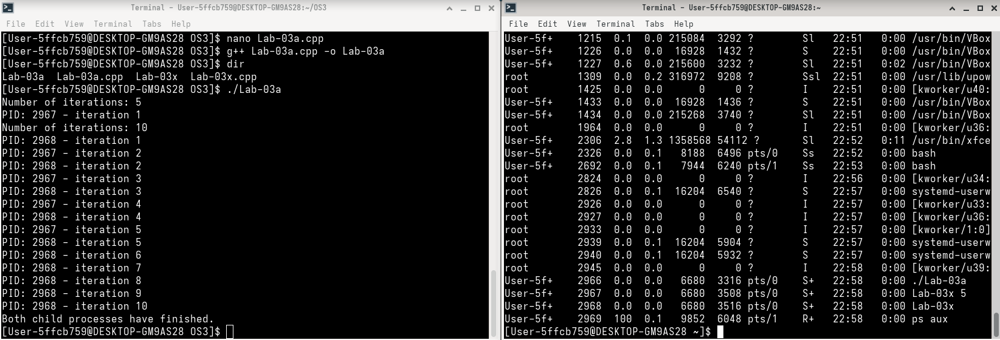 Terminal - User-5ffcb759@DESKTOP-GM9AS28:~/OS3
File Edit View Terminal Tabs Help
[User-5ffcb759@DESKTOP-GM9AS28 OS3]$ nano Lab-03a.cpp
[User-5ffcb759@DESKTOP-GM9AS28 OS3]$ g++ Lab-03a.cpp -o Lab-03a
[User-5ffcb759@DESKTOP-GM9AS28 OS3]$ dir
Lab-03a  Lab-03a.cpp  Lab-03x  Lab-03x.cpp
[User-5ffcb759@DESKTOP-GM9AS28 OS3]$ ./Lab-03a
Number of iterations: 5
PID: 2967 - iteration 1
Number of iterations: 10
PID: 2968 - iteration 1
PID: 2967 - iteration 2
PID: 2968 - iteration 2
PID: 2967 - iteration 3
PID: 2968 - iteration 3
PID: 2967 - iteration 4
PID: 2968 - iteration 4
PID: 2967 - iteration 5
PID: 2968 - iteration 5
PID: 2968 - iteration 6
PID: 2968 - iteration 7
PID: 2968 - iteration 8
PID: 2968 - iteration 9
PID: 2968 - iteration 10
Both child processes have finished.
[User-5ffcb759@DESKTOP-GM9AS28 OS3]$
Terminal - User-5ffcb759@DESKTOP-GM9AS28:~
File Edit View Terminal Tabs Help
User-5f+ 1215 0.1 0.0 215084 3292 ? Sl 22:51 0:00 /usr/bin/VBox
User-5f+ 1226 0.0 0.0 16928 1432 ? S 22:51 0:00 /usr/bin/VBox
User-5f+ 1227 0.6 0.0 215600 3232 ? Sl 22:51 0:02 /usr/bin/VBox
root 1309 0.0 0.2 316972 9208 ? Ssl 22:51 0:00 /usr/lib/upow
root 1425 0.0 0.0 0 0 ? I 22:51 0:00 [kworker/u40:
User-5f+ 1433 0.0 0.0 16928 1436 ? S 22:51 0:00 /usr/bin/VBox
User-5f+ 1434 0.0 0.0 215268 3740 ? Sl 22:51 0:00 /usr/bin/VBox
root 1964 0.0 0.0 0 0 ? I 22:51 0:00 [kworker/u36:
User-5f+ 2306 2.8 1.3 1358568 54112 ? Sl 22:52 0:11 /usr/bin/xfce
User-5f+ 2326 0.0 0.1 8188 6496 pts/0 Ss 22:52 0:00 bash
User-5f+ 2692 0.0 0.1 7944 6240 pts/1 Ss 22:53 0:00 bash
root 2824 0.0 0.0 0 0 ? I 22:56 0:00 [kworker/u34:
root 2826 0.0 0.1 16204 6540 ? S 22:57 0:00 systemd-userw
root 2926 0.0 0.0 0 0 ? I 22:57 0:00 [kworker/u33:
root 2927 0.0 0.0 0 0 ? I 22:57 0:00 [kworker/u36:
root 2933 0.0 0.0 0 0 ? I 22:57 0:00 [kworker/1:0]
root 2939 0.0 0.1 16204 5904 ? S 22:57 0:00 systemd-userw
root 2940 0.0 0.1 16204 5932 ? S 22:57 0:00 systemd-userw
root 2945 0.0 0.0 0 0 ? I 22:58 0:00 [kworker/u39:
User-5f+ 2966 0.0 0.0 6680 3316 pts/0 S+ 22:58 0:00 ./Lab-03a
User-5f+ 2967 0.0 0.0 6680 3508 pts/0 S+ 22:58 0:00 Lab-03x 5
User-5f+ 2968 0.0 0.0 6680 3516 pts/0 S+ 22:58 0:00 Lab-03x
User-5f+ 2969 100 0.1 9852 6048 pts/1 R+ 22:58 0:00 ps aux
[User-5ffcb759@DESKTOP-GM9AS28 ~]$